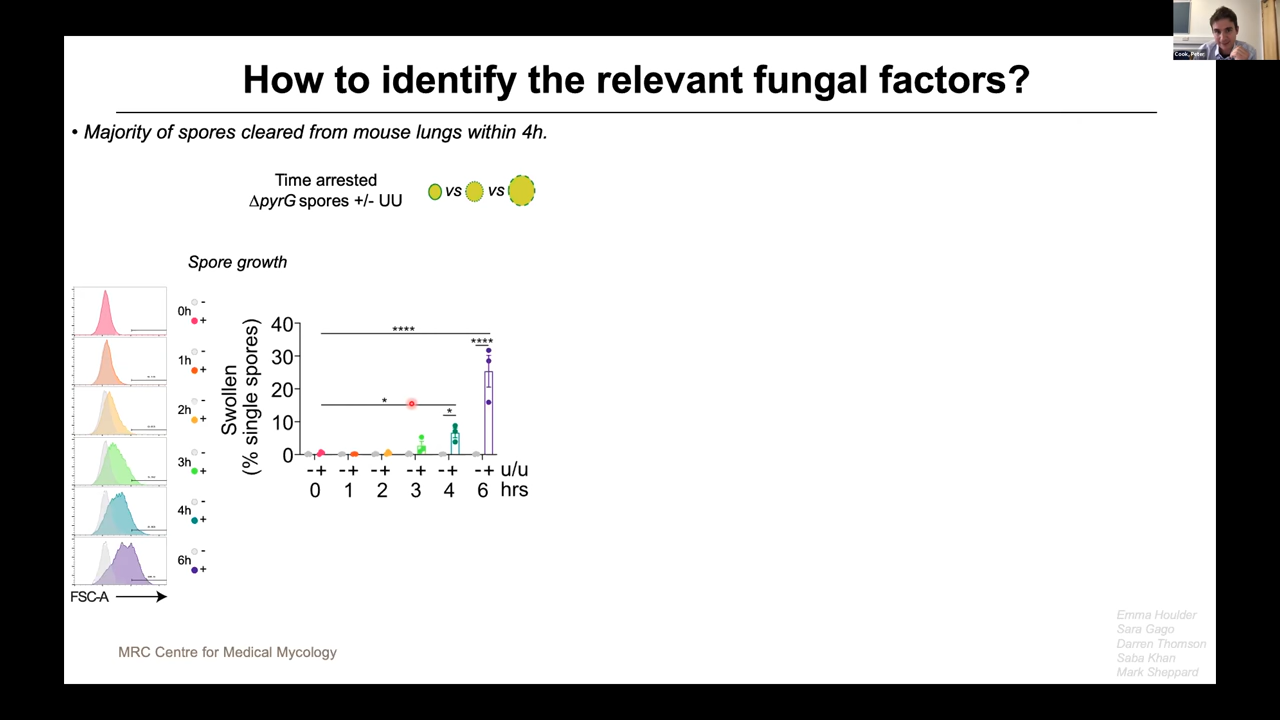 How to identify the relevant fungal factors?
• Majority of spores cleared from mouse lungs within 4h.
Time arrested
ΔpyrG spores +/- UU
vs vs
Spore growth
0h - +
1h - +
2h - +
3h - +
4h - +
6h - +
FSC-A
Swollen
(% single spores)
40
30
20
10
0
****
****
*
*
-+ -+ -+ -+ -+ -+ u/u
0 1 2 3 4 6 hrs
MRC Centre for Medical Mycology
Emma Houlder
Sara Gago
Darren Thomson
Saba Khan
Mark Sheppard
Cook, Peter